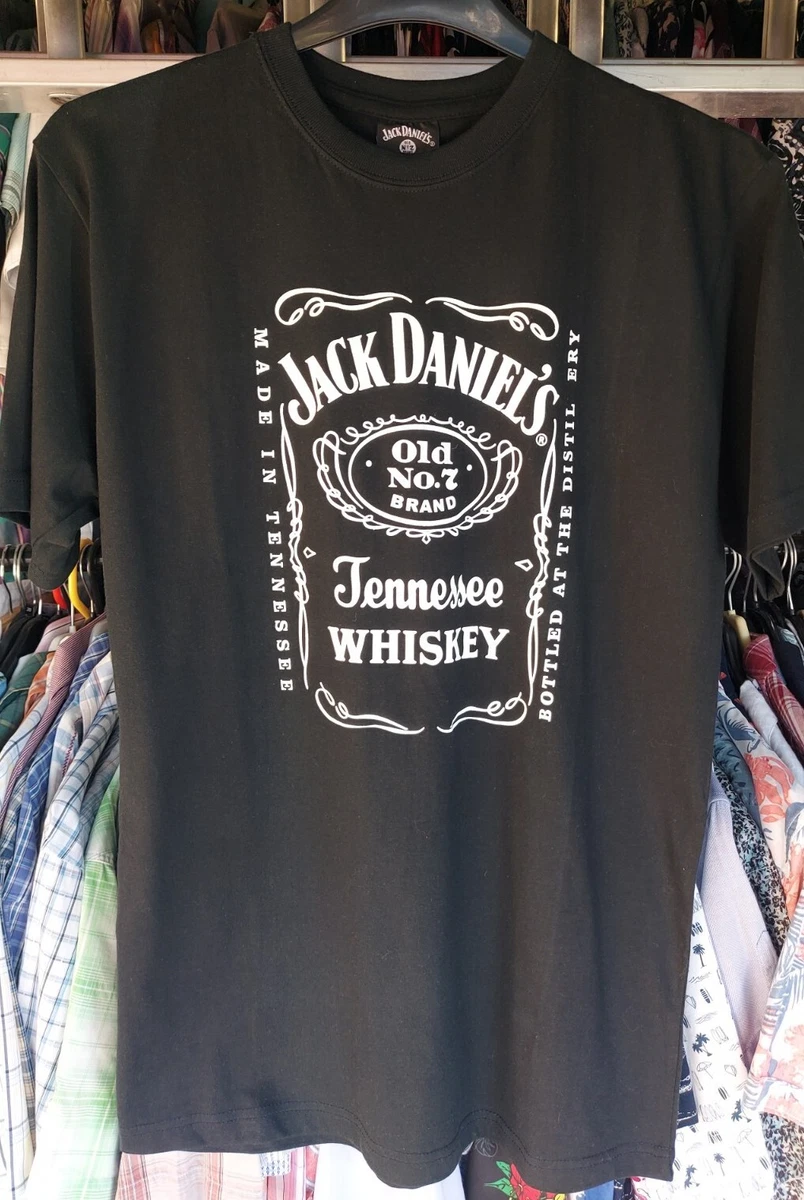 JACK DANIEL'S
JACK DANIEL'S®
Old
No.7
BRAND
Tennessee
WHISKEY
MADE IN TENNESSEE
BOTTLED AT THE DISTIL ERY